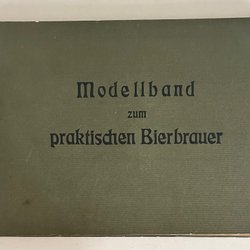 Modellband
zum
praktischen Bierbrauer